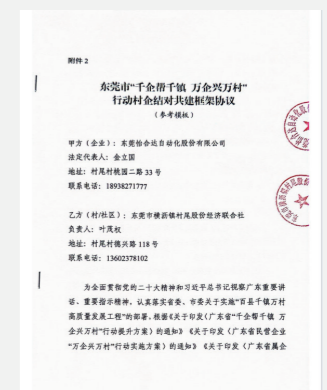 附件 2
东莞市“千企帮千镇 万企兴万村”
行动村企结对共建框架协议
（参考模板）
甲方（企业）：东莞怡合达自动化股份有限公司
法定代表人：金立国
地址：村尾村桃园二路 33 号
联系电话：18938271777
乙方（村/社区）：东莞市横沥镇村尾股份经济联合社
负责人：叶茂权
地址：村尾村德兴路 118 号
联系电话：13602378102
为全面贯彻党的二十大精神和习近平总书记视察广东重要讲
话、重要指示精神，认真落实省委、市委关于实施“百县千镇万村
高质量发展工程”的部署，根据《关于印发〈广东省“千企帮千镇 万
企兴万村”行动提升方案〉的通知》《关于印发〈广东省民营企业
“万企兴万村”行动实施方案〉的通知》《关于印发〈广东省属企